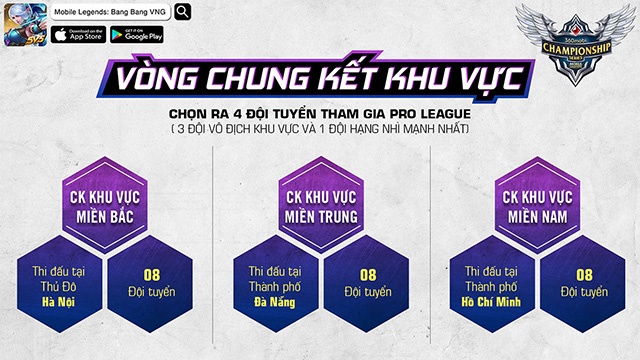 Mobile Legends: Bang Bang VNG
5v5
Download on the
App Store
GET IT ON
Google Play
360mobi
CHAMPIONSHIP
SERIES
VÒNG CHUNG KẾT KHU VỰC
CHỌN RA 4 ĐỘI TUYỂN THAM GIA PRO LEAGUE
( 3 ĐỘI VÔ ĐỊCH KHU VỰC VÀ 1 ĐỘI HẠNG NHÌ MẠNH NHẤT)
CK KHU VỰC
MIỀN BẮC
Thi đấu tại
Thủ Đô
Hà Nội
08
Đội tuyển
CK KHU VỰC
MIỀN TRUNG
Thi đấu tại
Thành phố
Đà Nẵng
08
Đội tuyển
CK KHU VỰC
MIỀN NAM
Thi đấu tại
Thành phố
Hồ Chí Minh
08
Đội tuyển